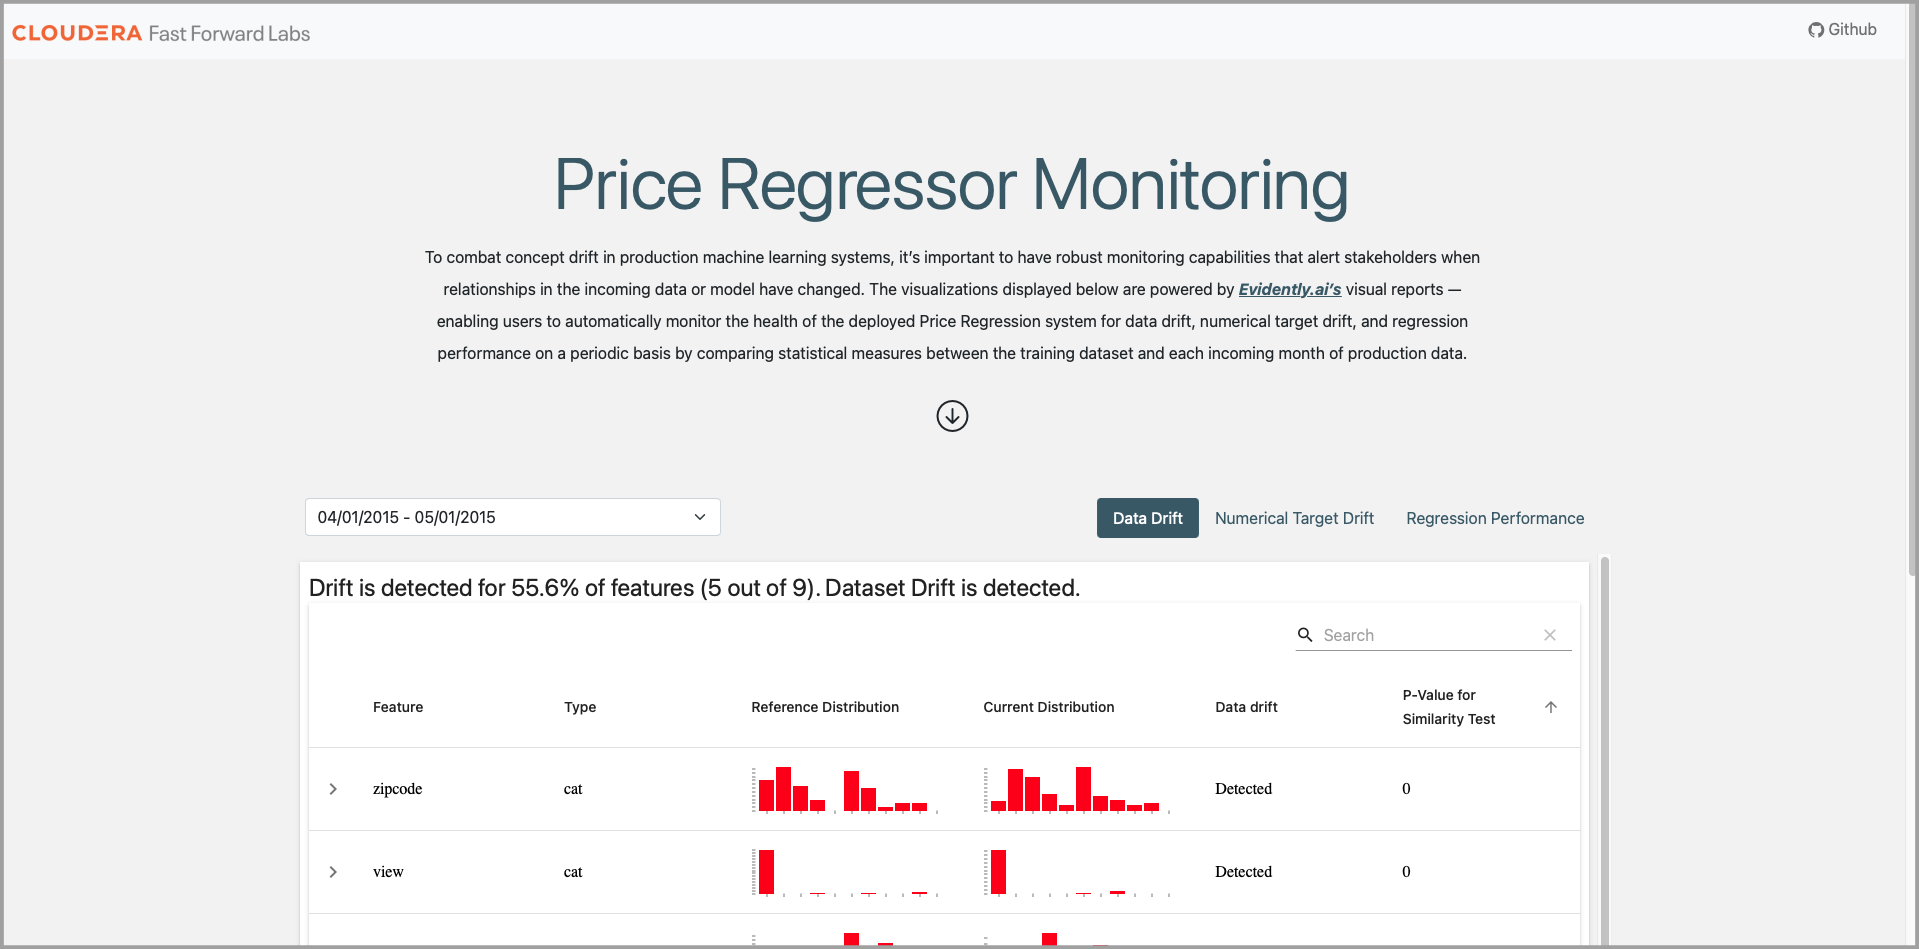 CLOUDERA Fast Forward Labs
Github
Price Regressor Monitoring
To combat concept drift in production machine learning systems, it's important to have robust monitoring capabilities that alert stakeholders when
relationships in the incoming data or model have changed. The visualizations displayed below are powered by Evidently.ai's visual reports —
enabling users to automatically monitor the health of the deployed Price Regression system for data drift, numerical target drift, and regression
performance on a periodic basis by comparing statistical measures between the training dataset and each incoming month of production data.
04/01/2015 - 05/01/2015
Data Drift
Numerical Target Drift
Regression Performance
Drift is detected for 55.6% of features (5 out of 9). Dataset Drift is detected.
Search
Feature
Type
Reference Distribution
Current Distribution
Data drift
P-Value for
Similarity Test
zipcode
cat
Detected
0
view
cat
Detected
0